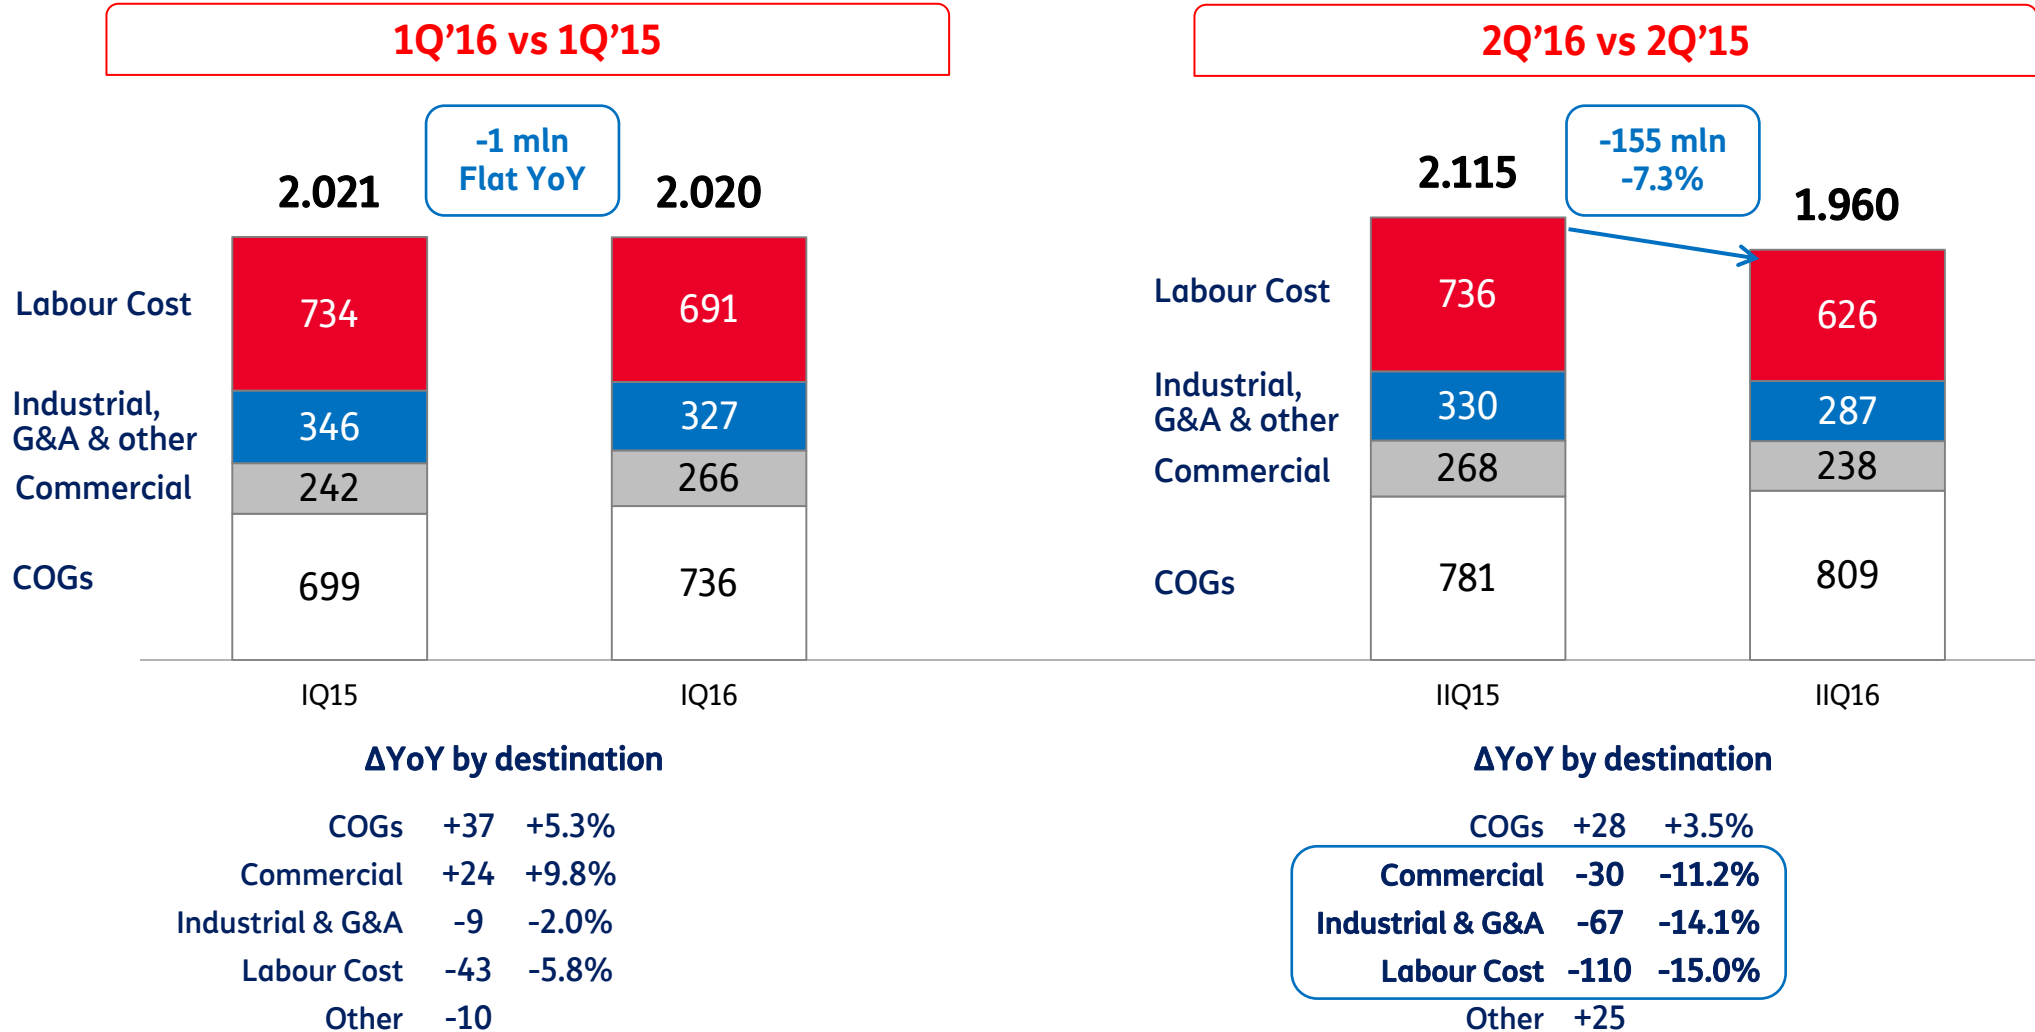 1Q'16 vs 1Q'15
-1 mln
Flat YoY
2.021
2.020
Labour Cost
734
691
Industrial,
G&A & other
346
327
Commercial
242
266
COGs
699
736
IQ15
IQ16
ΔYoY by destination
COGs +37 +5.3%
Commercial +24 +9.8%
Industrial & G&A -9 -2.0%
Labour Cost -43 -5.8%
Other -10
2Q'16 vs 2Q'15
-155 mln
-7.3%
2.115
1.960
Labour Cost
736
626
Industrial,
G&A & other
330
287
Commercial
268
238
COGs
781
809
IIQ15
IIQ16
ΔYoY by destination
COGs +28 +3.5%
Commercial -30 -11.2%
Industrial & G&A -67 -14.1%
Labour Cost -110 -15.0%
Other +25